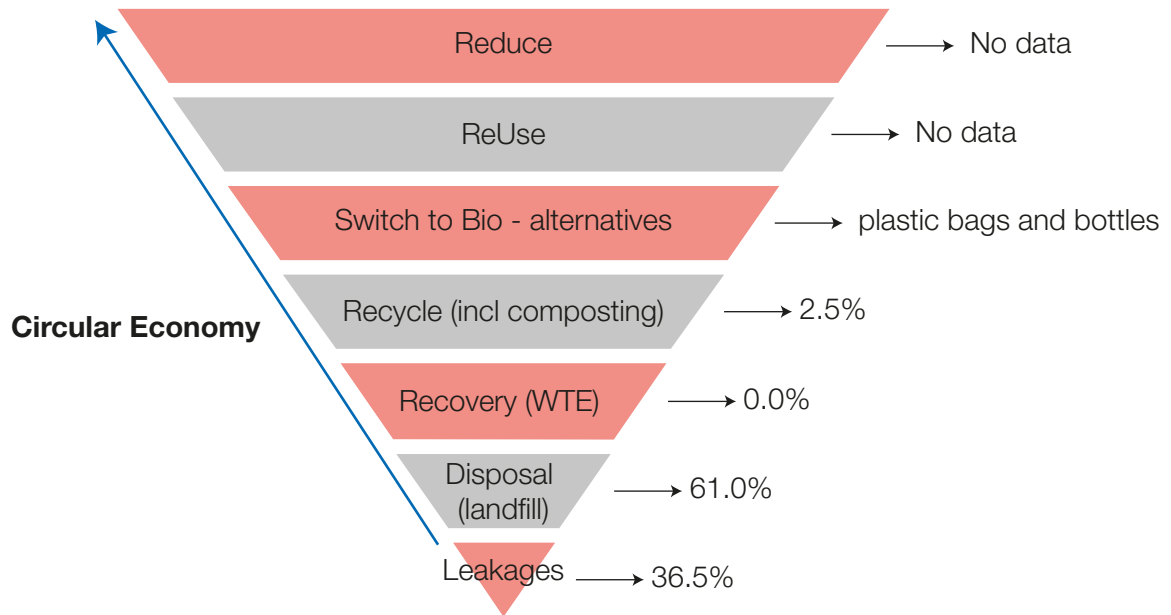 Reduce
No data
ReUse
No data
Switch to Bio - alternatives
plastic bags and bottles
Recycle (incl composting)
2.5%
Circular Economy
Recovery (WTE)
0.0%
Disposal
(landfill)
61.0%
Leakages
36.5%